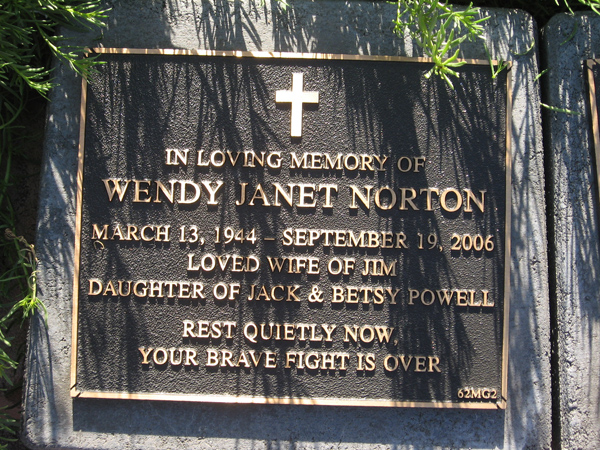 IN LOVING MEMORY OF
WENDY JANET NORTON
MARCH 13, 1944 – SEPTEMBER 19, 2006
LOVED WIFE OF JIM
DAUGHTER OF JACK & BETSY POWELL
REST QUIETLY NOW,
YOUR BRAVE FIGHT IS OVER
62MG2